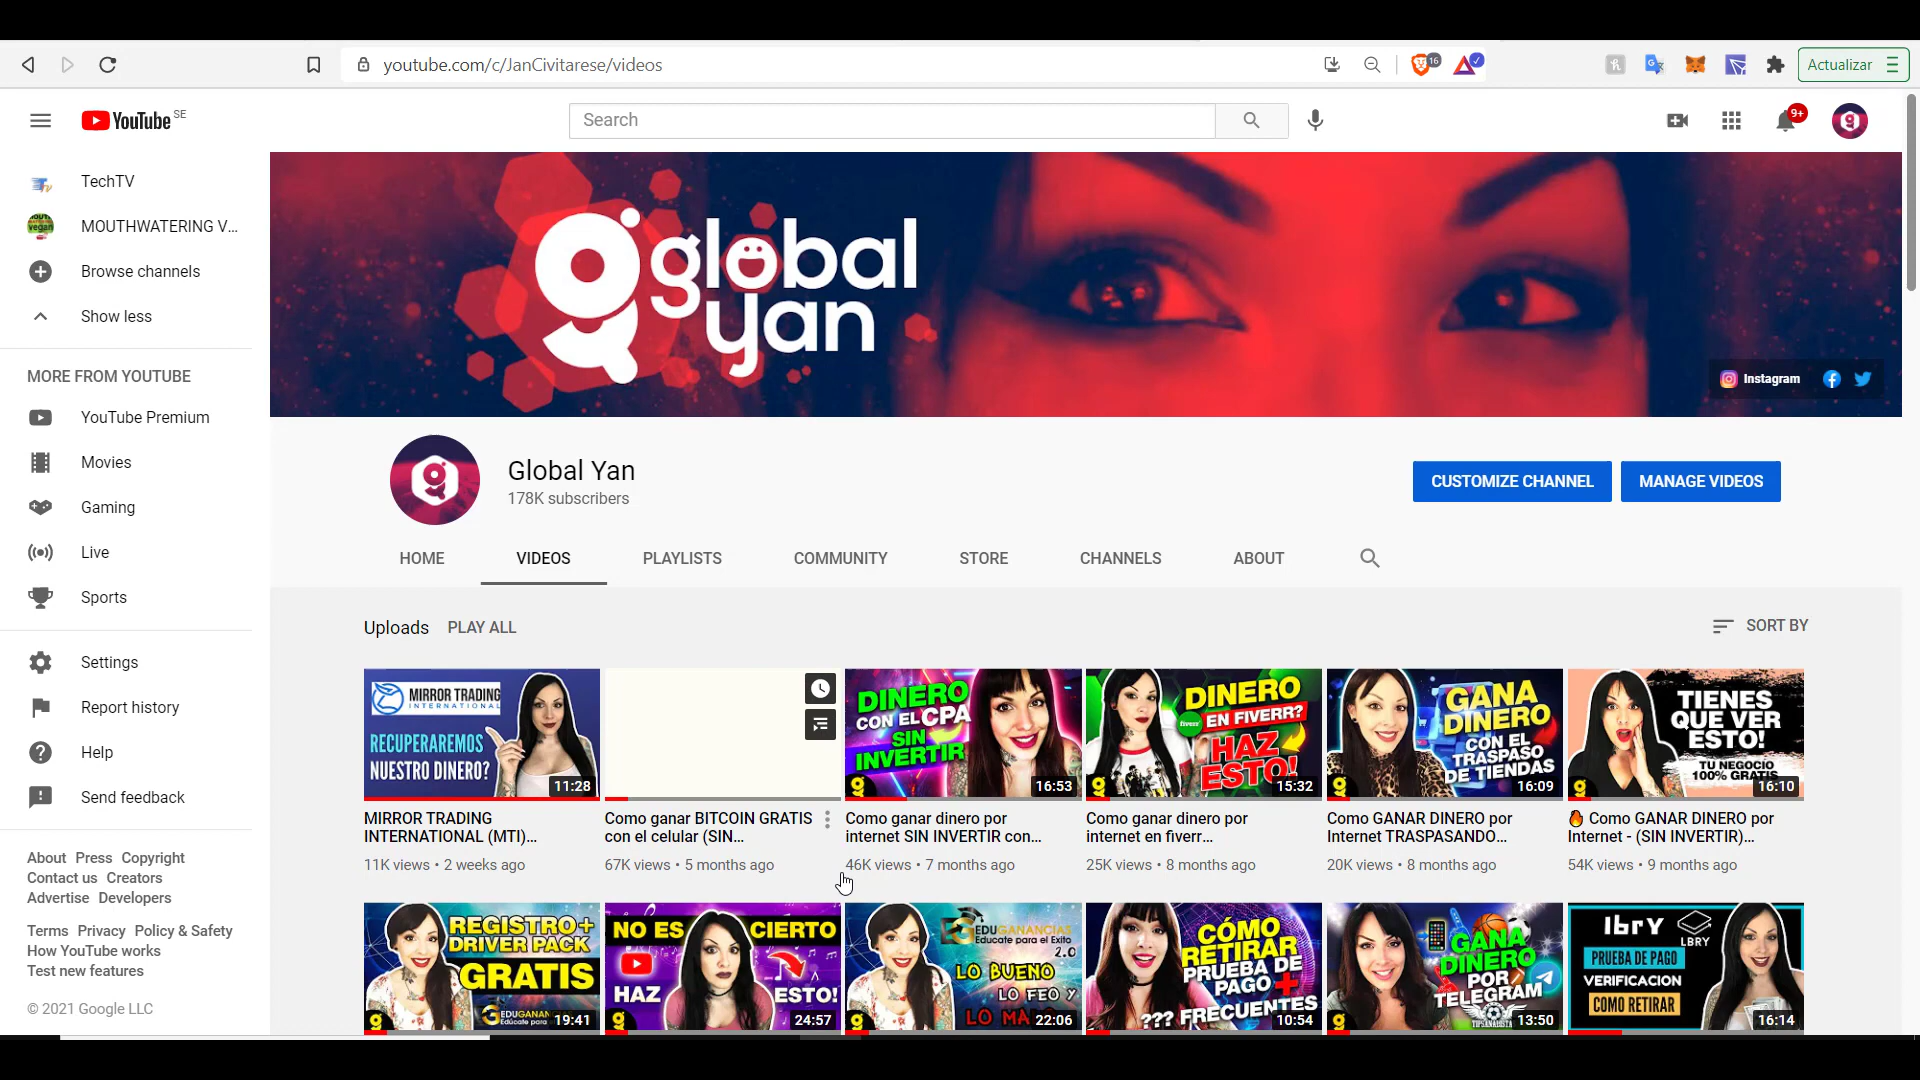 youtube.com/c/JanCivitarese/videos
16
Actualizar
YouTube SE
Search
9+
TechTV
MOUTHWATERING V...
Browse channels
Show less
MORE FROM YOUTUBE
YouTube Premium
Movies
Gaming
Live
Sports
Settings
Report history
Help
Send feedback
About Press Copyright
Contact us Creators
Advertise Developers
Terms Privacy Policy & Safety
How YouTube works
Test new features
© 2021 Google LLC
global
yan
Instagram
Global Yan
178K subscribers
CUSTOMIZE CHANNEL
MANAGE VIDEOS
HOME
VIDEOS
PLAYLISTS
COMMUNITY
STORE
CHANNELS
ABOUT
Uploads
PLAY ALL
SORT BY
MIRROR TRADING
INTERNATIONAL
RECUPERAREMOS
NUESTRO DINERO?
11:28
MIRROR TRADING
INTERNATIONAL (MTI)...
11K views • 2 weeks ago
Como ganar BITCOIN GRATIS
con el celular (SIN...
67K views • 5 months ago
DINERO
CON EL CPA
SIN
INVERTIR
16:53
Como ganar dinero por
internet SIN INVERTIR con...
46K views • 7 months ago
DINERO
fiverr
EN FIVERR?
HAZ
ESTO!
15:32
Como ganar dinero por
internet en fiverr...
25K views • 8 months ago
GANA
DINERO
CON EL
TRASPASO
DE TIENDAS
16:09
Como GANAR DINERO por
Internet TRASPASANDO...
20K views • 8 months ago
TIENES
QUE VER
ESTO!
TU NEGOCIO
100% GRATIS
16:10
🔥 Como GANAR DINERO por
Internet - (SIN INVERTIR)...
54K views • 9 months ago
REGISTRO+
DRIVER PACK
GRATIS
EDUGANAN
Edúcate para
19:41
NO ES CIERTO
HAZ ESTO!
24:57
EDUGANANCIAS
Educate para el Exito
2.0
LO BUENO
LO FEO Y
LO MA
22:06
CÓMO
RETIRAR
PRUEBA DE
PAGO +
??? FRECUENTES
10:54
GANA
DINERO
POR
TELEGRAM
TIPSANALISTA
13:50
lbry
LBRY
PRUEBA DE PAGO
VERIFICACION
COMO RETIRAR
16:14